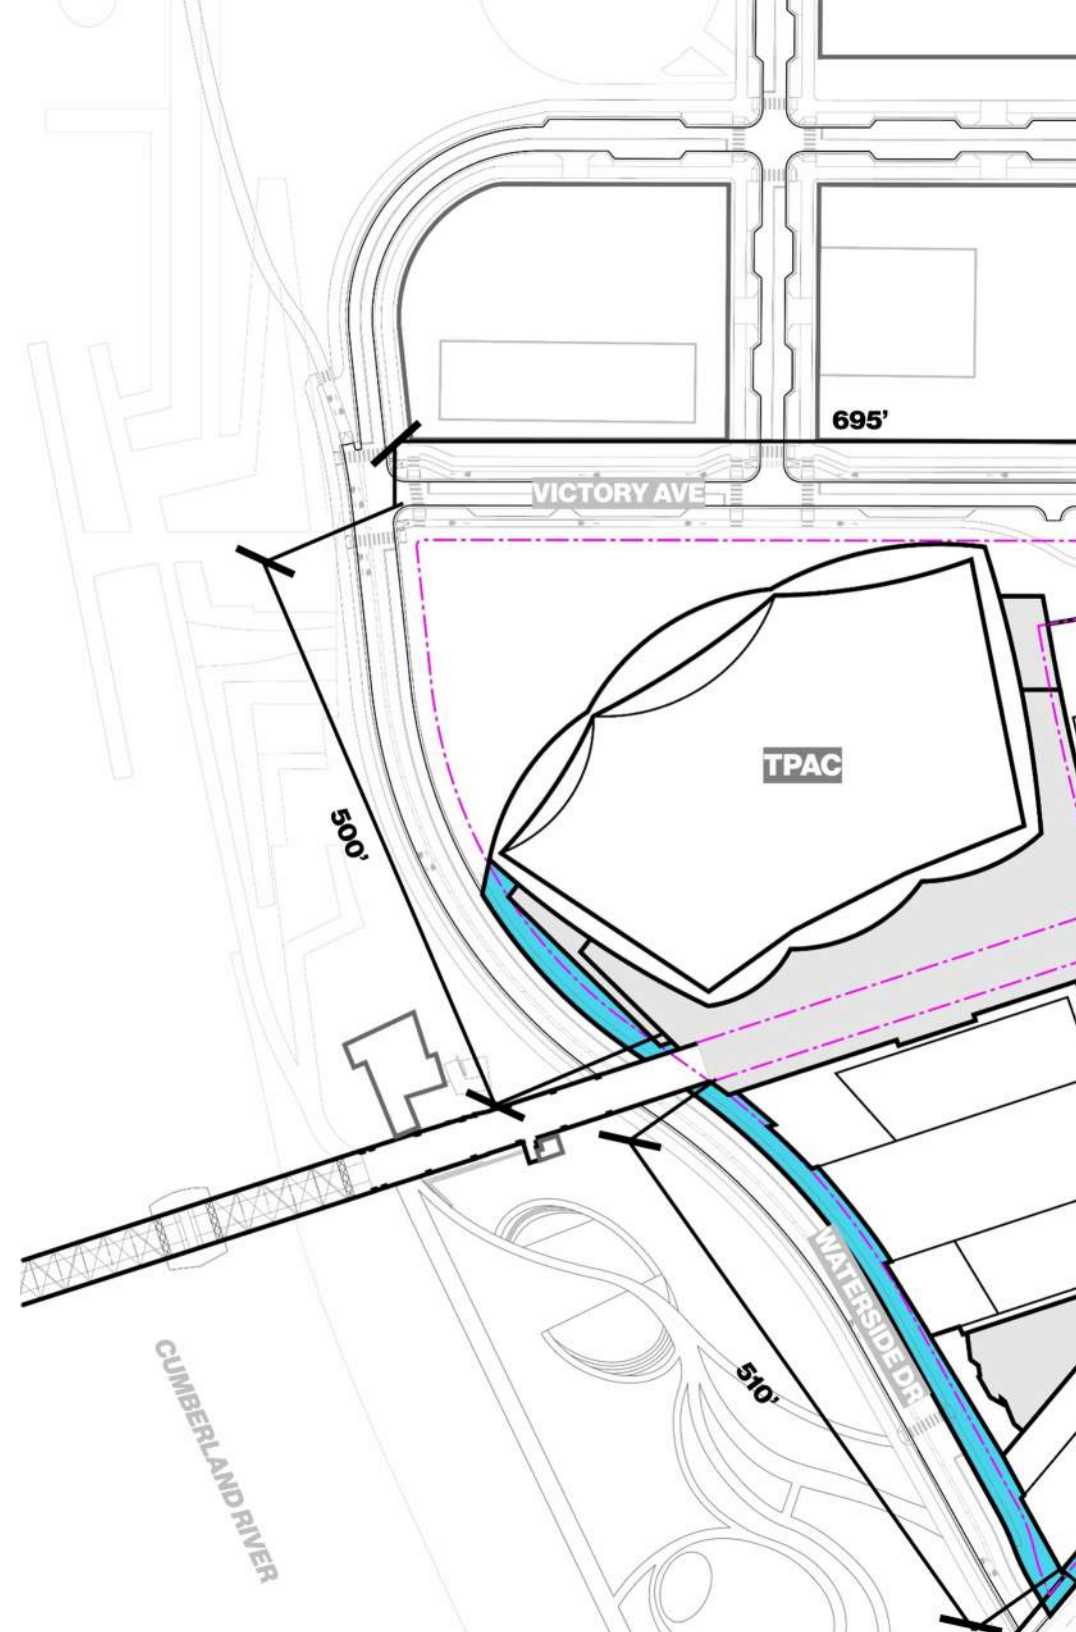 695’
VICTORY AVE
TPAC
500’
WATERSIDE DR
510’
CUMBERLAND RIVER